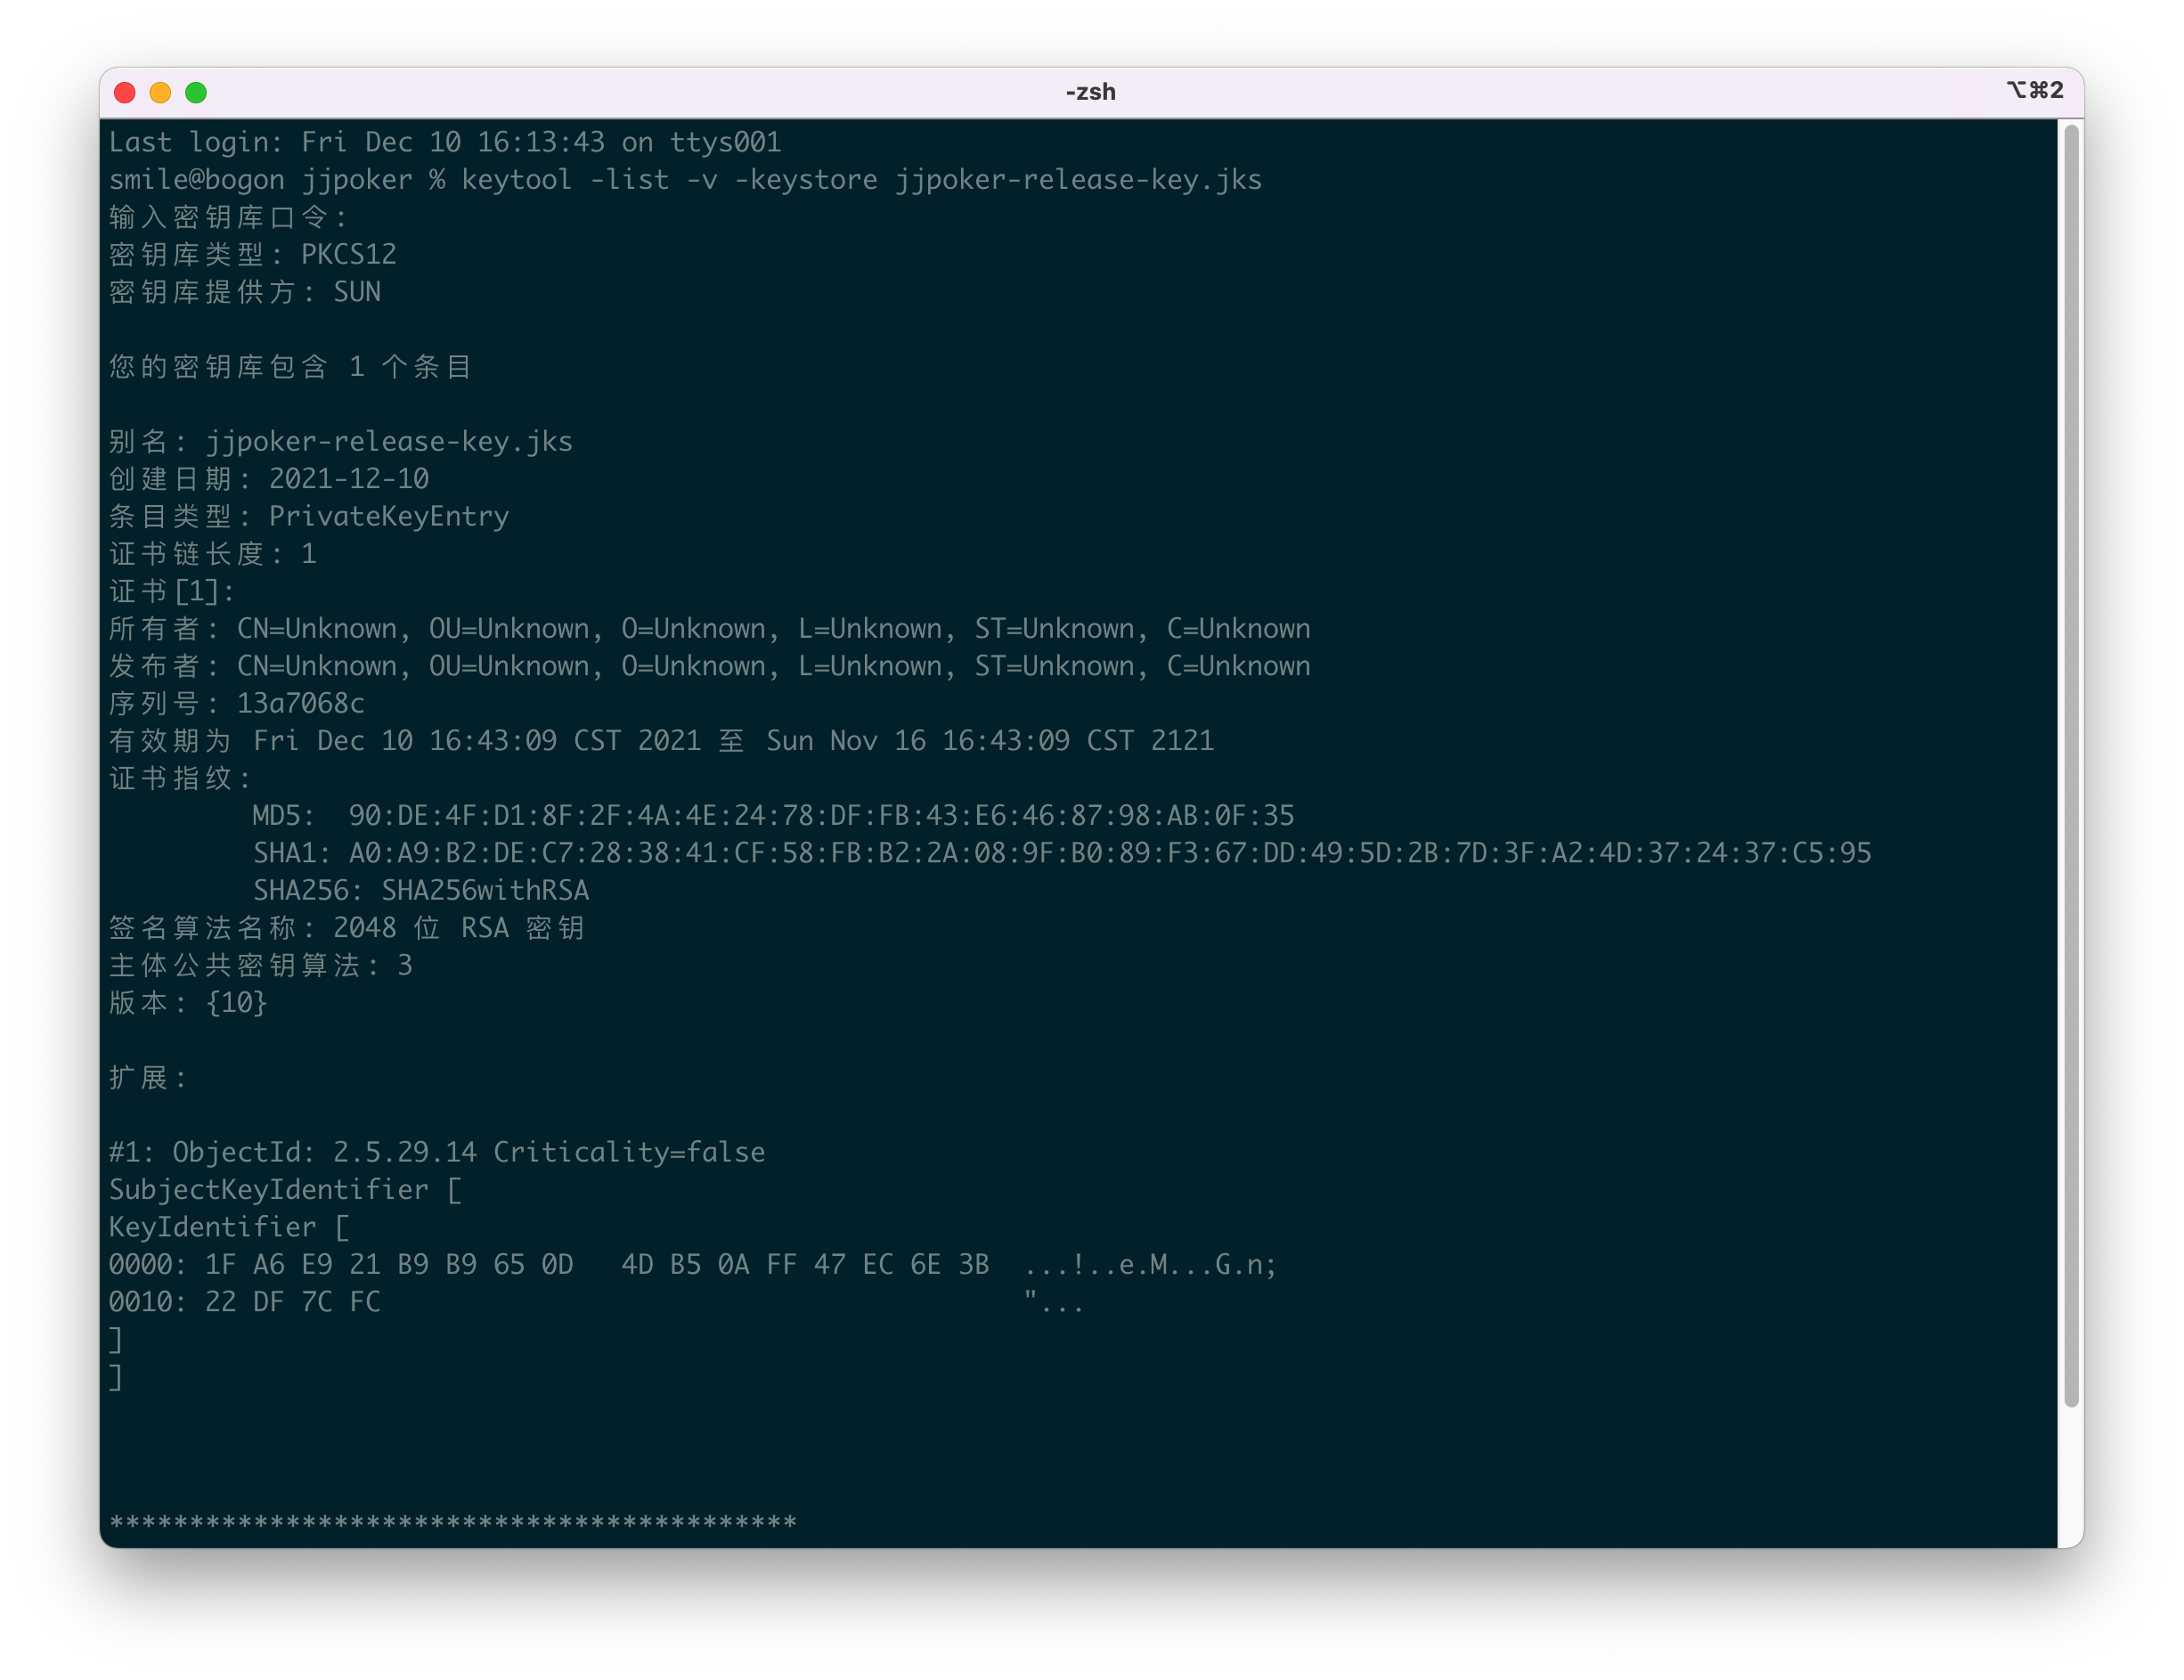 -zsh
⌥⌘2
Last login: Fri Dec 10 16:13:43 on ttys001
smile@bogon jjpoker % keytool -list -v -keystore jjpoker-release-key.jks
输入密钥库口令:
密钥库类型: PKCS12
密钥库提供方: SUN
您的密钥库包含 1 个条目
别名: jjpoker-release-key.jks
创建日期: 2021-12-10
条目类型: PrivateKeyEntry
证书链长度: 1
证书[1]:
所有者: CN=Unknown, OU=Unknown, O=Unknown, L=Unknown, ST=Unknown, C=Unknown
发布者: CN=Unknown, OU=Unknown, O=Unknown, L=Unknown, ST=Unknown, C=Unknown
序列号: 13a7068c
有效期为 Fri Dec 10 16:43:09 CST 2021 至 Sun Nov 16 16:43:09 CST 2121
证书指纹:
MD5:  90:DE:4F:D1:8F:2F:4A:4E:24:78:DF:FB:43:E6:46:87:98:AB:0F:35
SHA1: A0:A9:B2:DE:C7:28:38:41:CF:58:FB:B2:2A:08:9F:B0:89:F3:67:DD:49:5D:2B:7D:3F:A2:4D:37:24:37:C5:95
SHA256: SHA256withRSA
签名算法名称: 2048 位 RSA 密钥
主体公共密钥算法: 3
版本: {10}
扩展:
#1: ObjectId: 2.5.29.14 Criticality=false
SubjectKeyIdentifier [
KeyIdentifier [
0000: 1F A6 E9 21 B9 B9 65 0D   4D B5 0A FF 47 EC 6E 3B  ...!..e.M...G.n;
0010: 22 DF 7C FC                                        "...
]
]
*******************************************